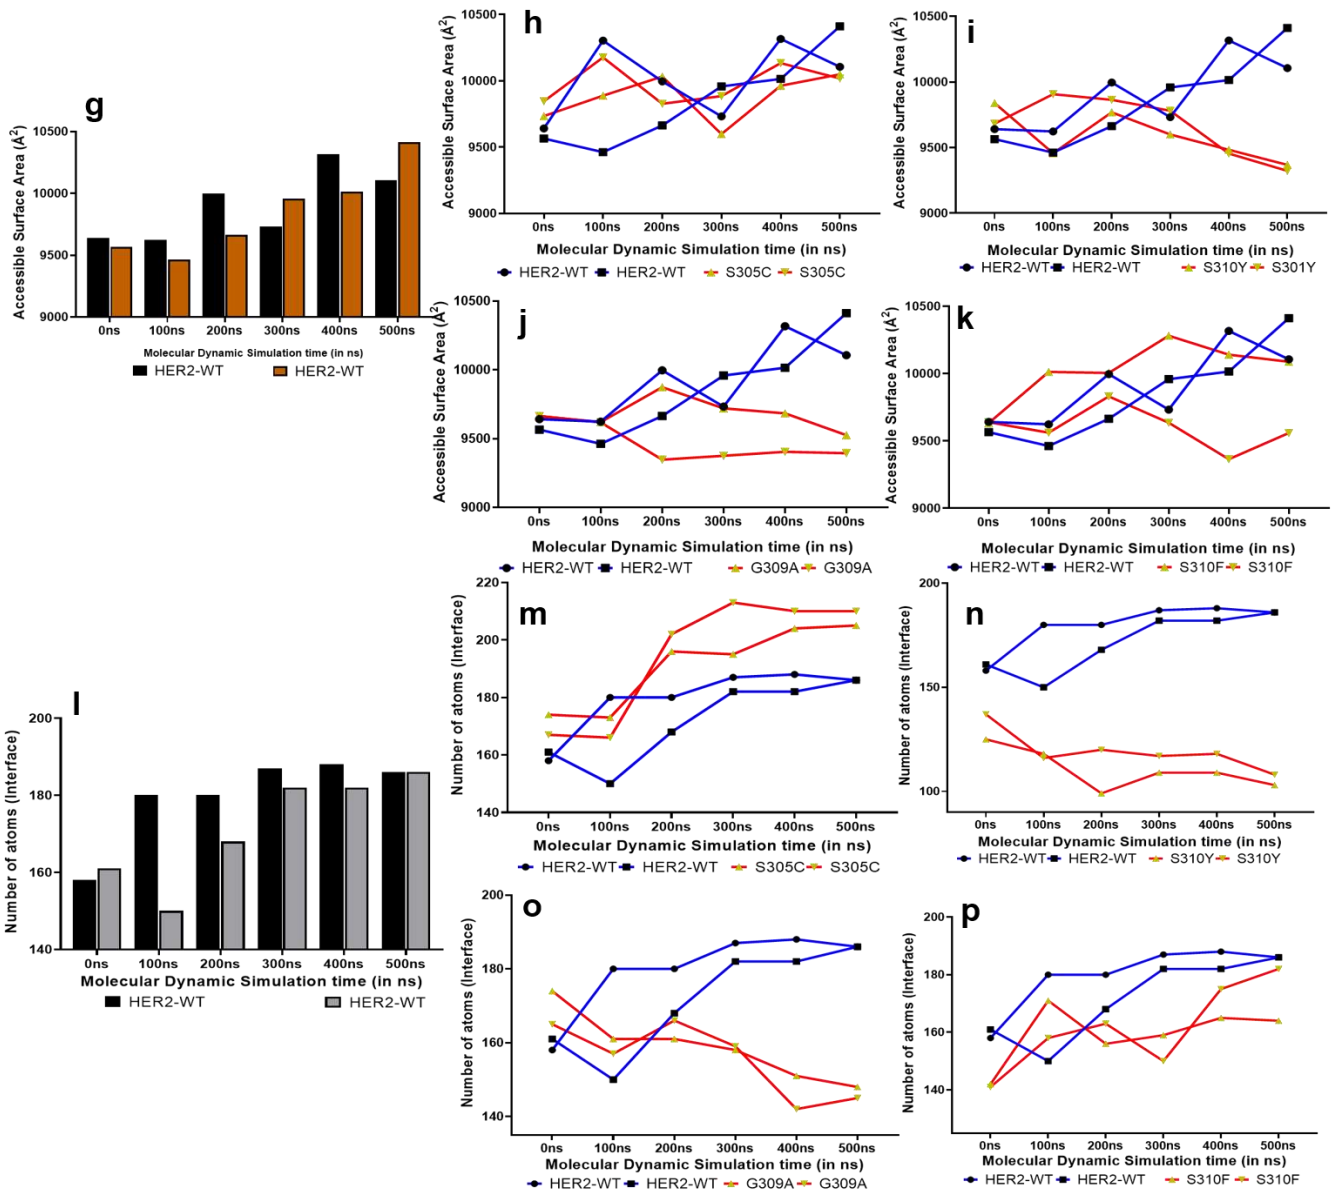 g
Accessible Surface Area (Å²)
10500
10000
9500
9000
0ns 100ns 200ns 300ns 400ns 500ns
Molecular Dynamic Simulation time (in ns)
HER2-WT HER2-WT
h
Accessible Surface Area (Å²)
10500
10000
9500
9000
0ns 100ns 200ns 300ns 400ns 500ns
Molecular Dynamic Simulation time (in ns)
HER2-WT HER2-WT S305C S305C
i
Accessible Surface Area (Å²)
10500
10000
9500
9000
0ns 100ns 200ns 300ns 400ns 500ns
Molecular Dynamic Simulation time (in ns)
HER2-WT HER2-WT S310Y S301Y
j
Accessible Surface Area (Å²)
10500
10000
9500
9000
0ns 100ns 200ns 300ns 400ns 500ns
Molecular Dynamic Simulation time (in ns)
HER2-WT HER2-WT G309A G309A
k
Accessible Surface Area (Å²)
10500
10000
9500
9000
0ns 100ns 200ns 300ns 400ns 500ns
Molecular Dynamic Simulation time (in ns)
HER2-WT HER2-WT S310F S310F
l
Number of atoms (Interface)
200
180
160
140
0ns 100ns 200ns 300ns 400ns 500ns
Molecular Dynamic Simulation time (in ns)
HER2-WT HER2-WT
m
Number of atoms (Interface)
220
200
180
160
140
0ns 100ns 200ns 300ns 400ns 500ns
Molecular Dynamic Simulation time (in ns)
HER2-WT HER2-WT S305C S305C
n
Number of atoms (Interface)
200
150
100
0ns 100ns 200ns 300ns 400ns 500ns
Molecular Dynamic Simulation time (in ns)
HER2-WT HER2-WT S310Y S310Y
o
Number of atoms (Interface)
200
180
160
140
0ns 100ns 200ns 300ns 400ns 500ns
Molecular Dynamic Simulation time (in ns)
HER2-WT HER2-WT G309A G309A
p
Number of atoms (Interface)
200
180
160
140
0ns 100ns 200ns 300ns 400ns 500ns
Molecular Dynamic Simulation time (in ns)
HER2-WT HER2-WT S310F S310F